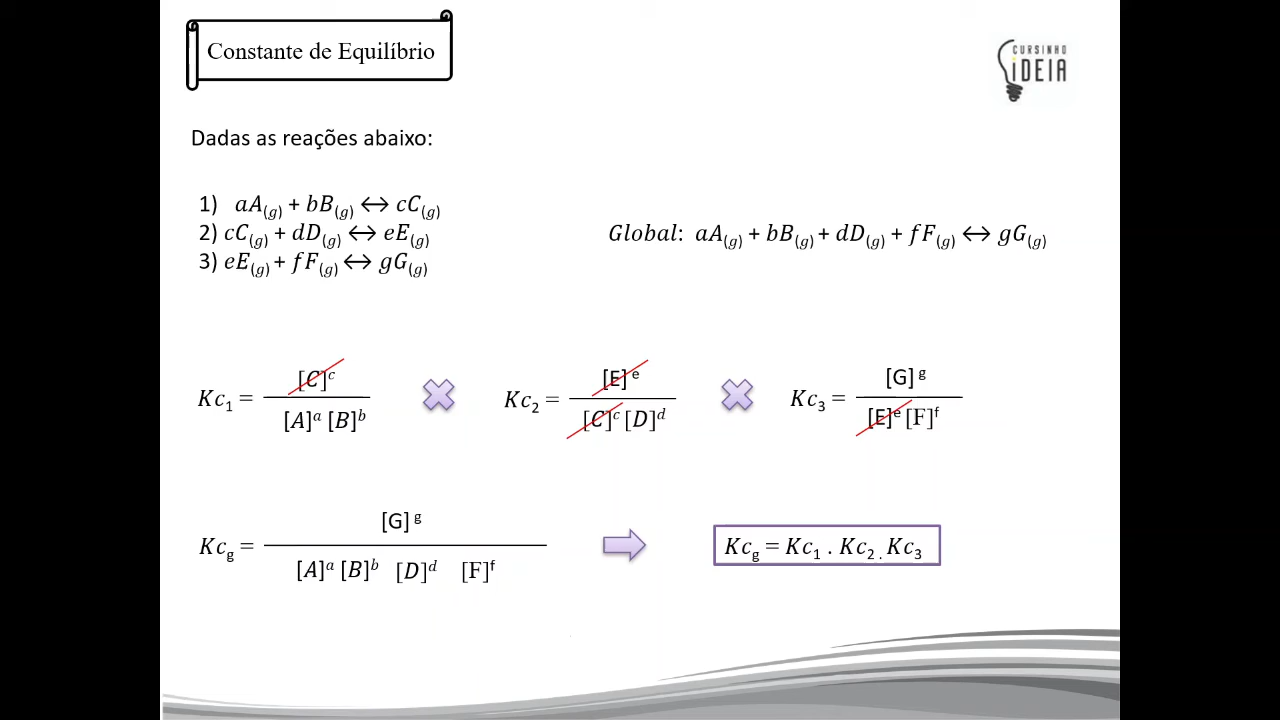 Constante de Equilíbrio
CURSINHO
iDEIA
Dadas as reações abaixo:
1) aA(g) + bB(g) ↔ cC(g)
2) cC(g) + dD(g) ↔ eE(g)
Global: aA(g) + bB(g) + dD(g) + fF(g) ↔ gG(g)
3) eE(g) + fF(g) ↔ gG(g)
Kc₁ = [C]ᶜ / [A]ᵃ [B]ᵇ
Kc₂ = [E]ᵉ / [C]ᶜ [D]ᵈ
Kc₃ = [G]ᵍ / [E]ᵉ [F]ᶠ
Kcg = [G]ᵍ / [A]ᵃ [B]ᵇ [D]ᵈ [F]ᶠ
Kcg = Kc₁ . Kc₂ . Kc₃